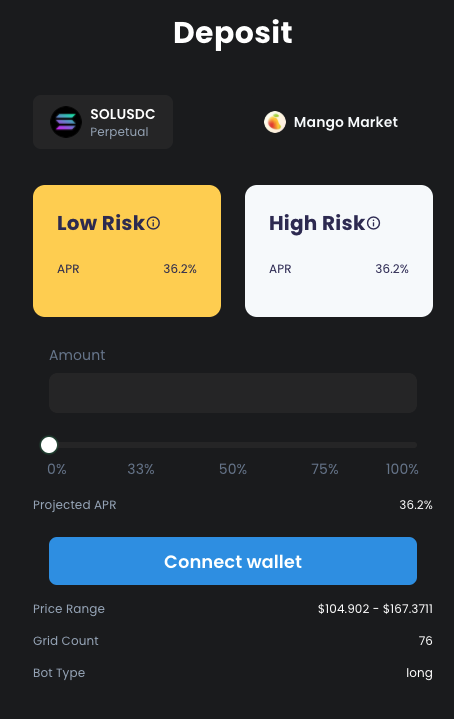 Deposit
SOLUSDC
Perpetual
Mango Market
Low Risk
APR 36.2%
High Risk
APR 36.2%
Amount
0% 33% 50% 75% 100%
Projected APR 36.2%
Connect wallet
Price Range $104.902 - $167.3711
Grid Count 76
Bot Type long